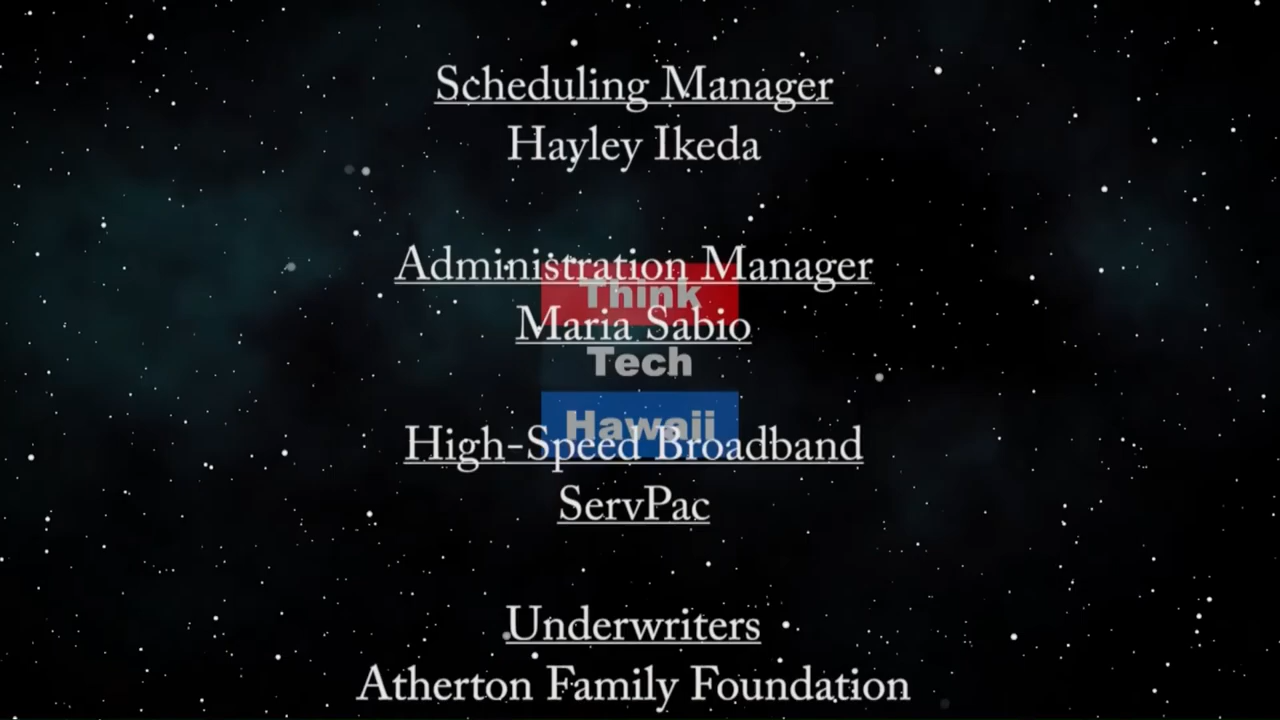 Scheduling Manager
Hayley Ikeda
Administration Manager
Think
Maria Sabio
Tech
Hawaii
High-Speed Broadband
ServPac
Underwriters
Atherton Family Foundation